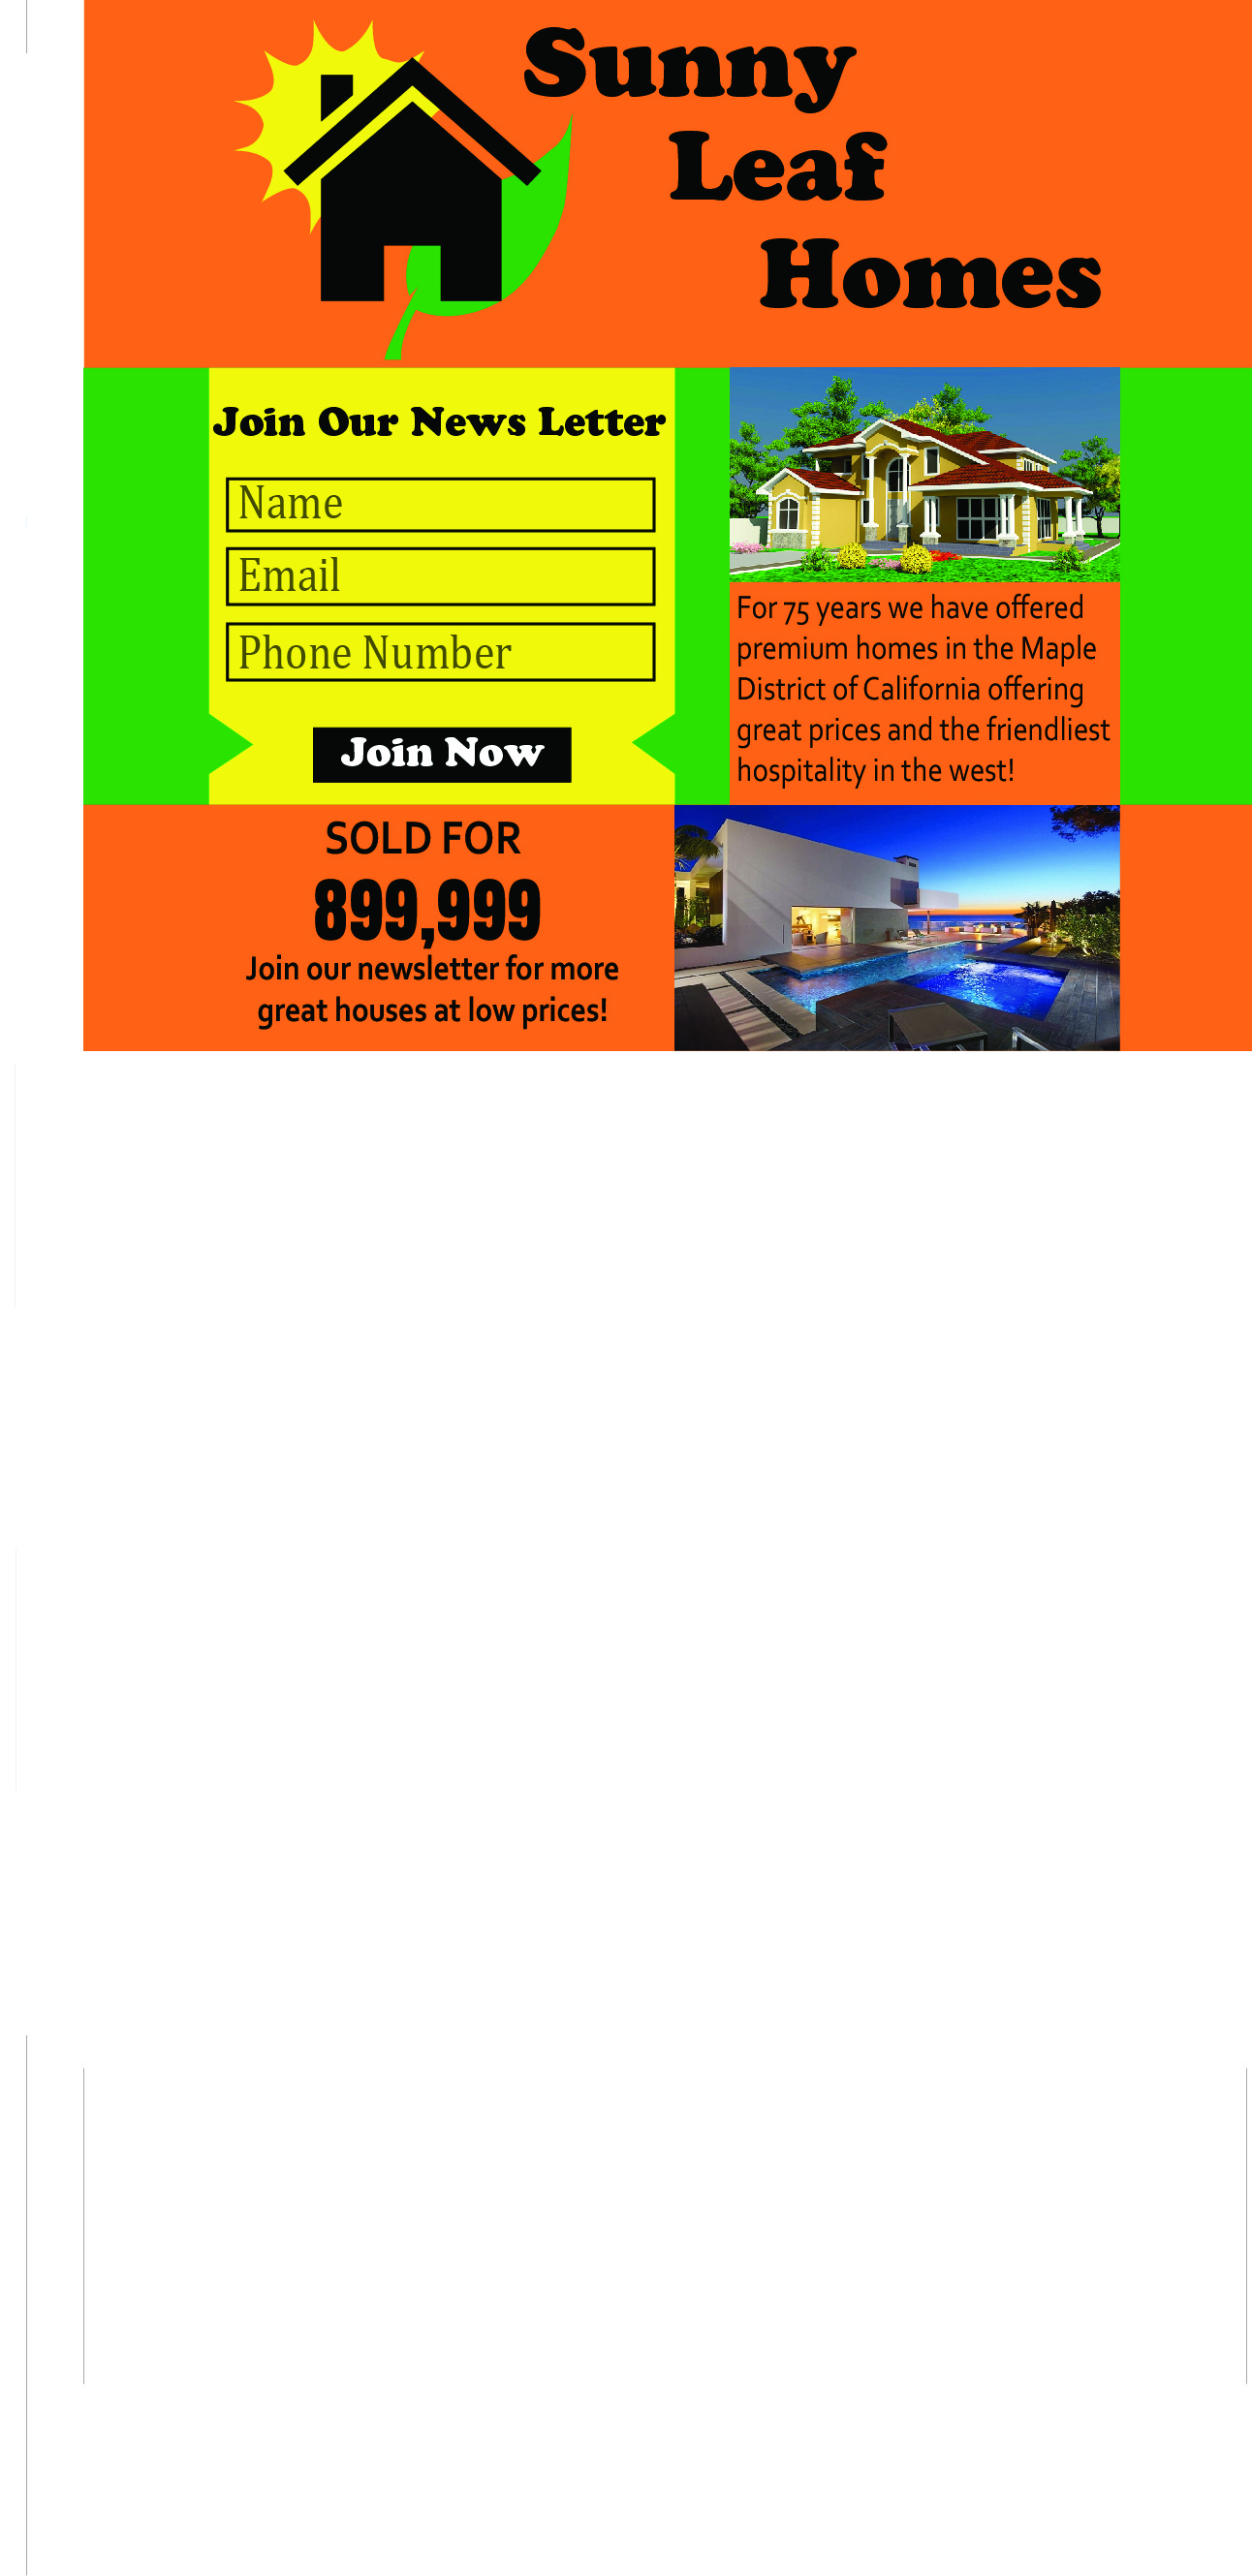 Sunny
Leaf
Homes
Join Our News Letter
Name
Email
Phone Number
Join Now
For 75 years we have offered
premium homes in the Maple
District of California offering
great prices and the friendliest
hospitality in the west!
SOLD FOR
899,999
Join our newsletter for more
great houses at low prices!